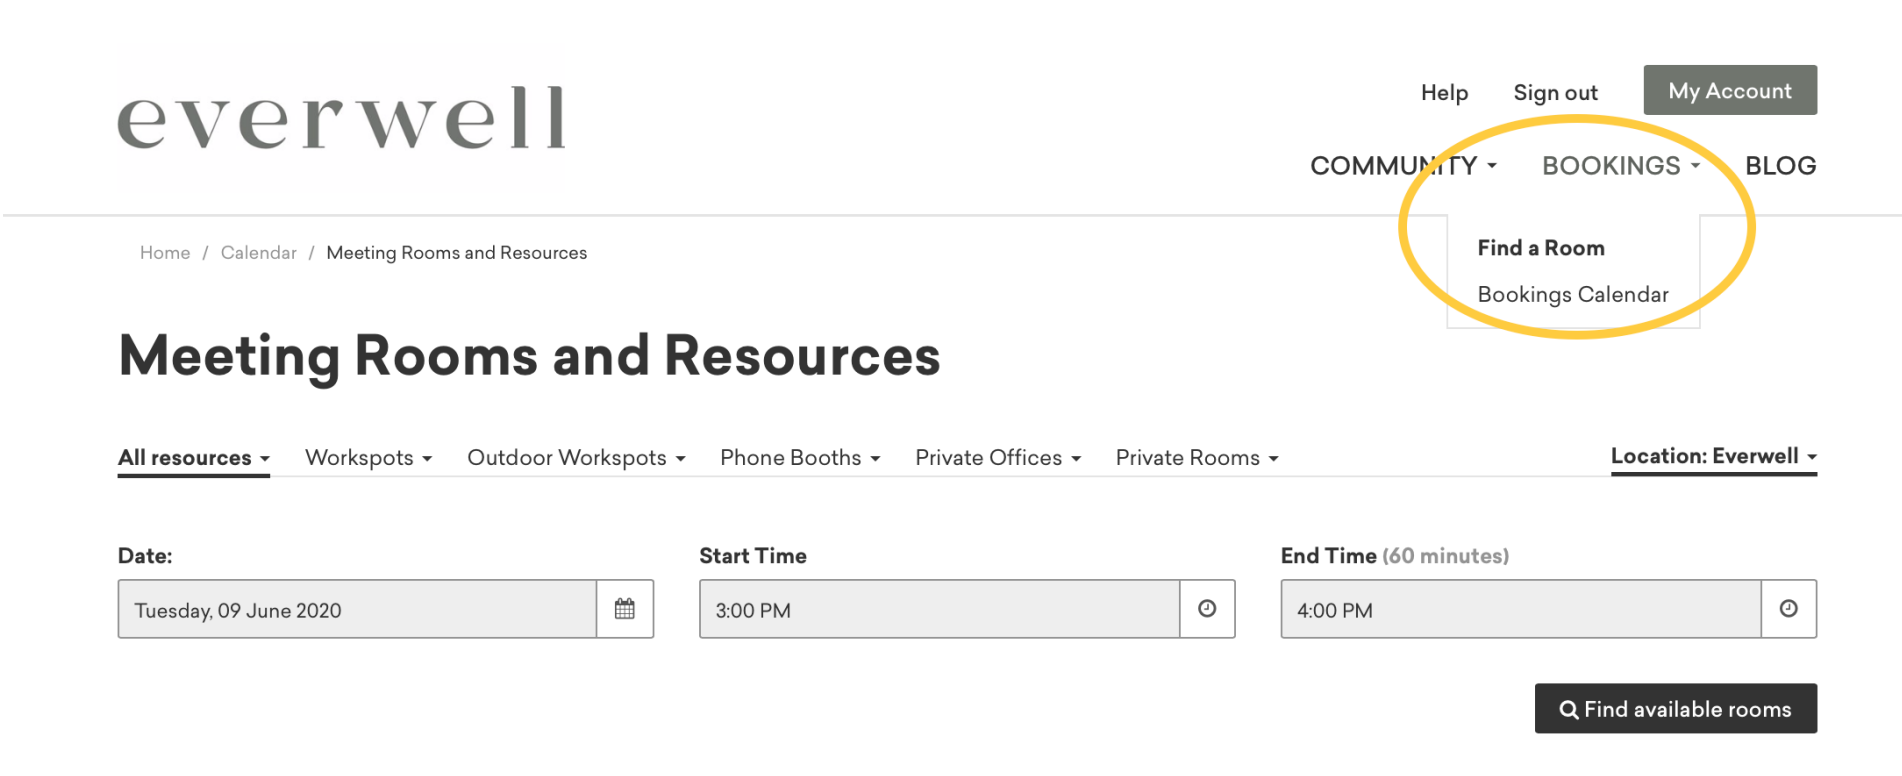 everwell
Help Sign out My Account
COMMUNITY BOOKINGS BLOG
Find a Room
Bookings Calendar
Home / Calendar / Meeting Rooms and Resources
Meeting Rooms and Resources
All resources Workspots Outdoor Workspots Phone Booths Private Offices Private Rooms Location: Everwell
Date: Start Time End Time (60 minutes)
Tuesday, 09 June 2020 3:00 PM 4:00 PM
Find available rooms